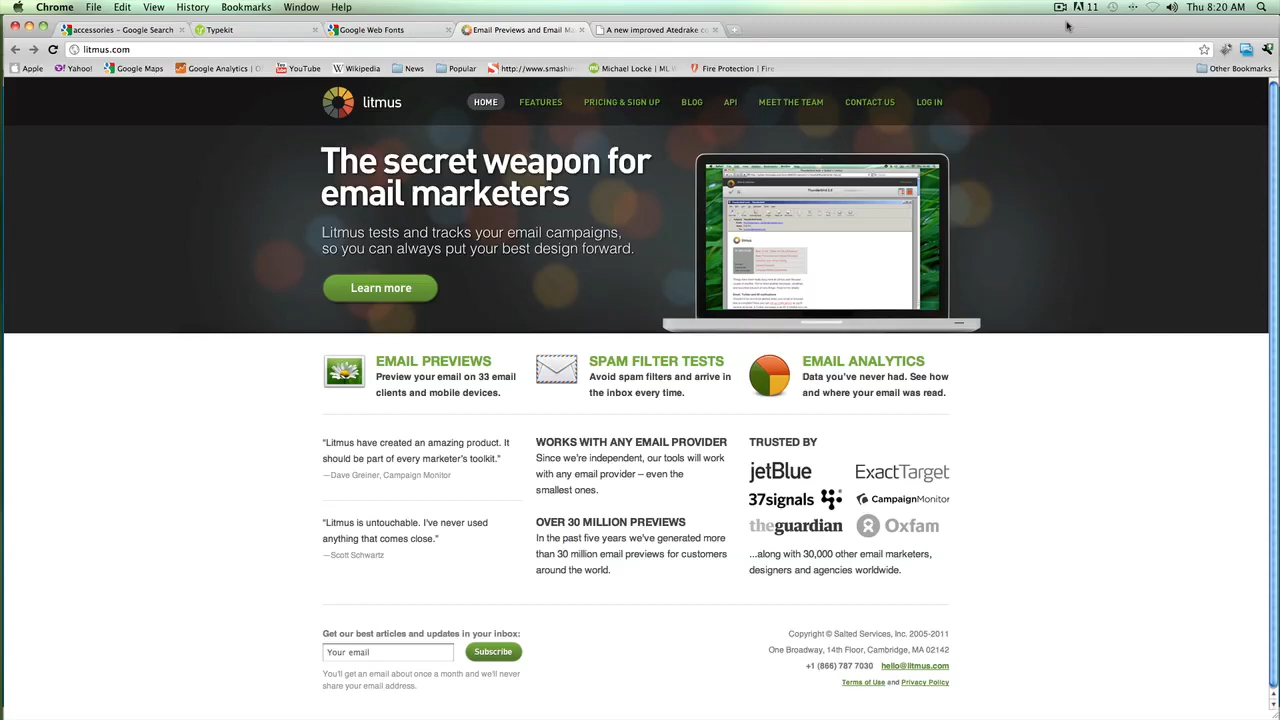 Chrome File Edit View History Bookmarks Window Help 11 Thu 8:20 AM
accessories – Google Search Typekit Google Web Fonts Email Previews and Email Ma A new improved Atedrake co
litmus.com
Apple Yahoo! Google Maps Google Analytics | O YouTube Wikipedia News Popular http://www.smashin Michael Locke | ML W Fire Protection | Fire Other Bookmarks
litmus HOME FEATURES PRICING & SIGN UP BLOG API MEET THE TEAM CONTACT US LOG IN
The secret weapon for
email marketers
Litmus tests and tracks your email campaigns,
so you can always put your best design forward.
Learn more
EMAIL PREVIEWS
Preview your email on 33 email
clients and mobile devices.
SPAM FILTER TESTS
Avoid spam filters and arrive in
the inbox every time.
EMAIL ANALYTICS
Data you've never had. See how
and where your email was read.
"Litmus have created an amazing product. It
should be part of every marketer's toolkit."
—Dave Greiner, Campaign Monitor
"Litmus is untouchable. I've never used
anything that comes close."
—Scott Schwartz
WORKS WITH ANY EMAIL PROVIDER
Since we're independent, our tools will work
with any email provider – even the
smallest ones.
OVER 30 MILLION PREVIEWS
In the past five years we've generated more
than 30 million email previews for customers
around the world.
TRUSTED BY
jetBlue ExactTarget
37signals CampaignMonitor
theguardian Oxfam
...along with 30,000 other email marketers,
designers and agencies worldwide.
Get our best articles and updates in your inbox:
Your email Subscribe
You'll get an email about once a month and we'll never
share your email address.
Copyright © Salted Services, Inc. 2005-2011
One Broadway, 14th Floor, Cambridge, MA 02142
+1 (866) 787 7030 hello@litmus.com
Terms of Use and Privacy Policy